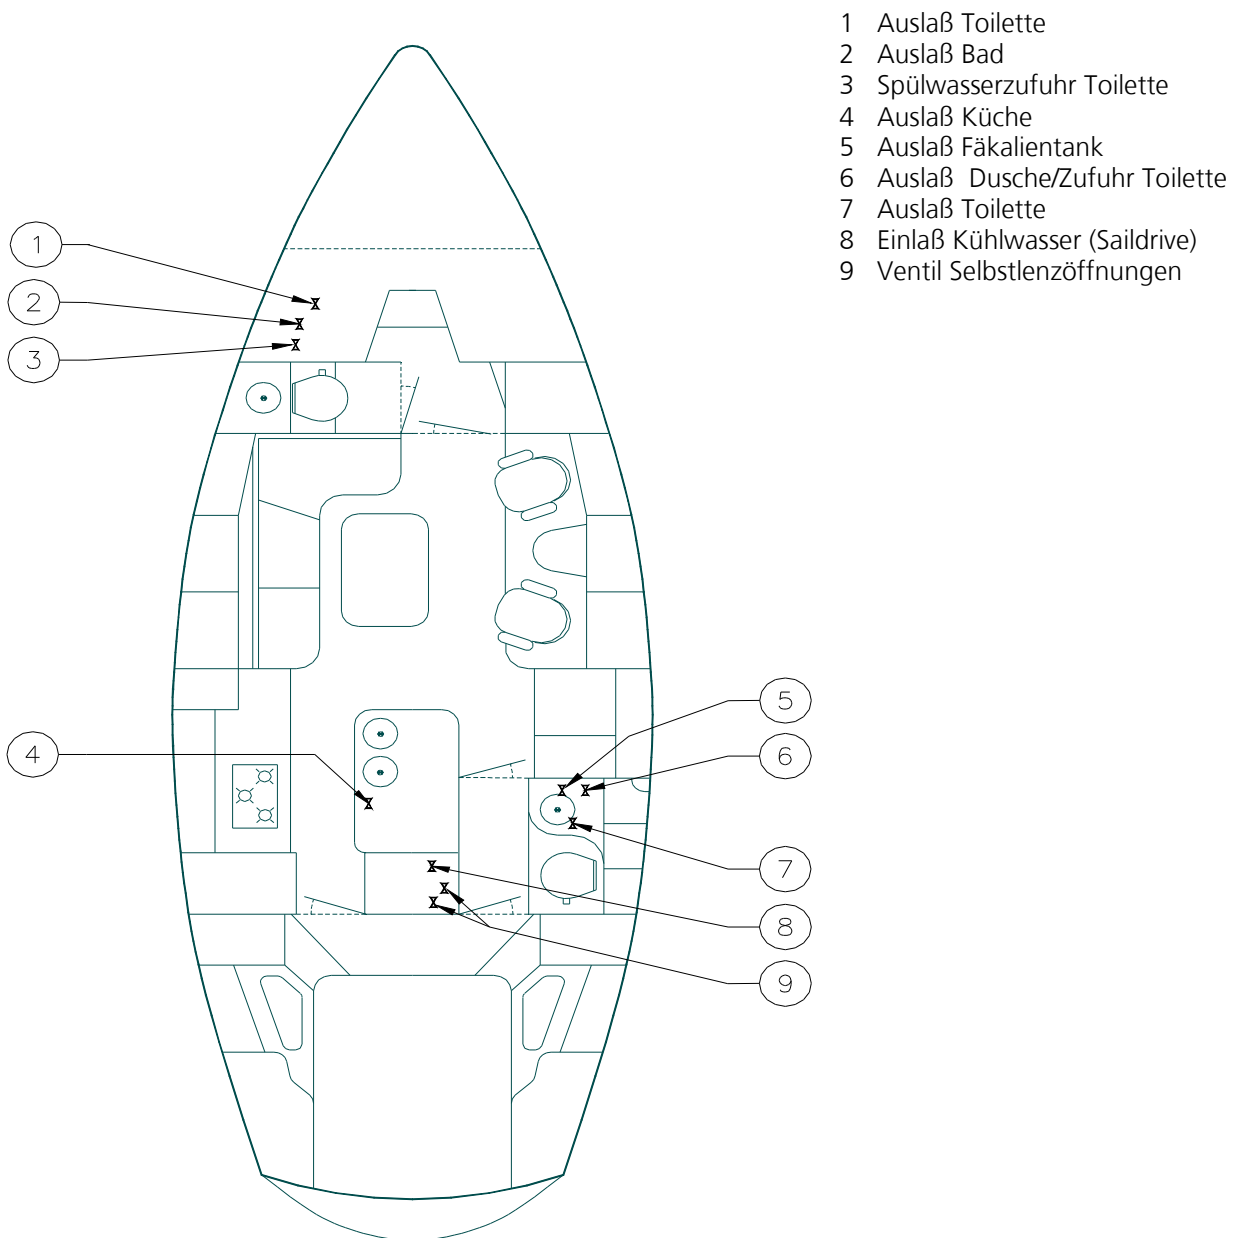 1 Auslaß Toilette
2 Auslaß Bad
3 Spülwasserzufuhr Toilette
4 Auslaß Küche
5 Auslaß Fäkalientank
6 Auslaß  Dusche/Zufuhr Toilette
7 Auslaß Toilette
8 Einlaß Kühlwasser (Saildrive)
9 Ventil Selbstlenzöffnungen
1
2
3
4
5
6
7
8
9